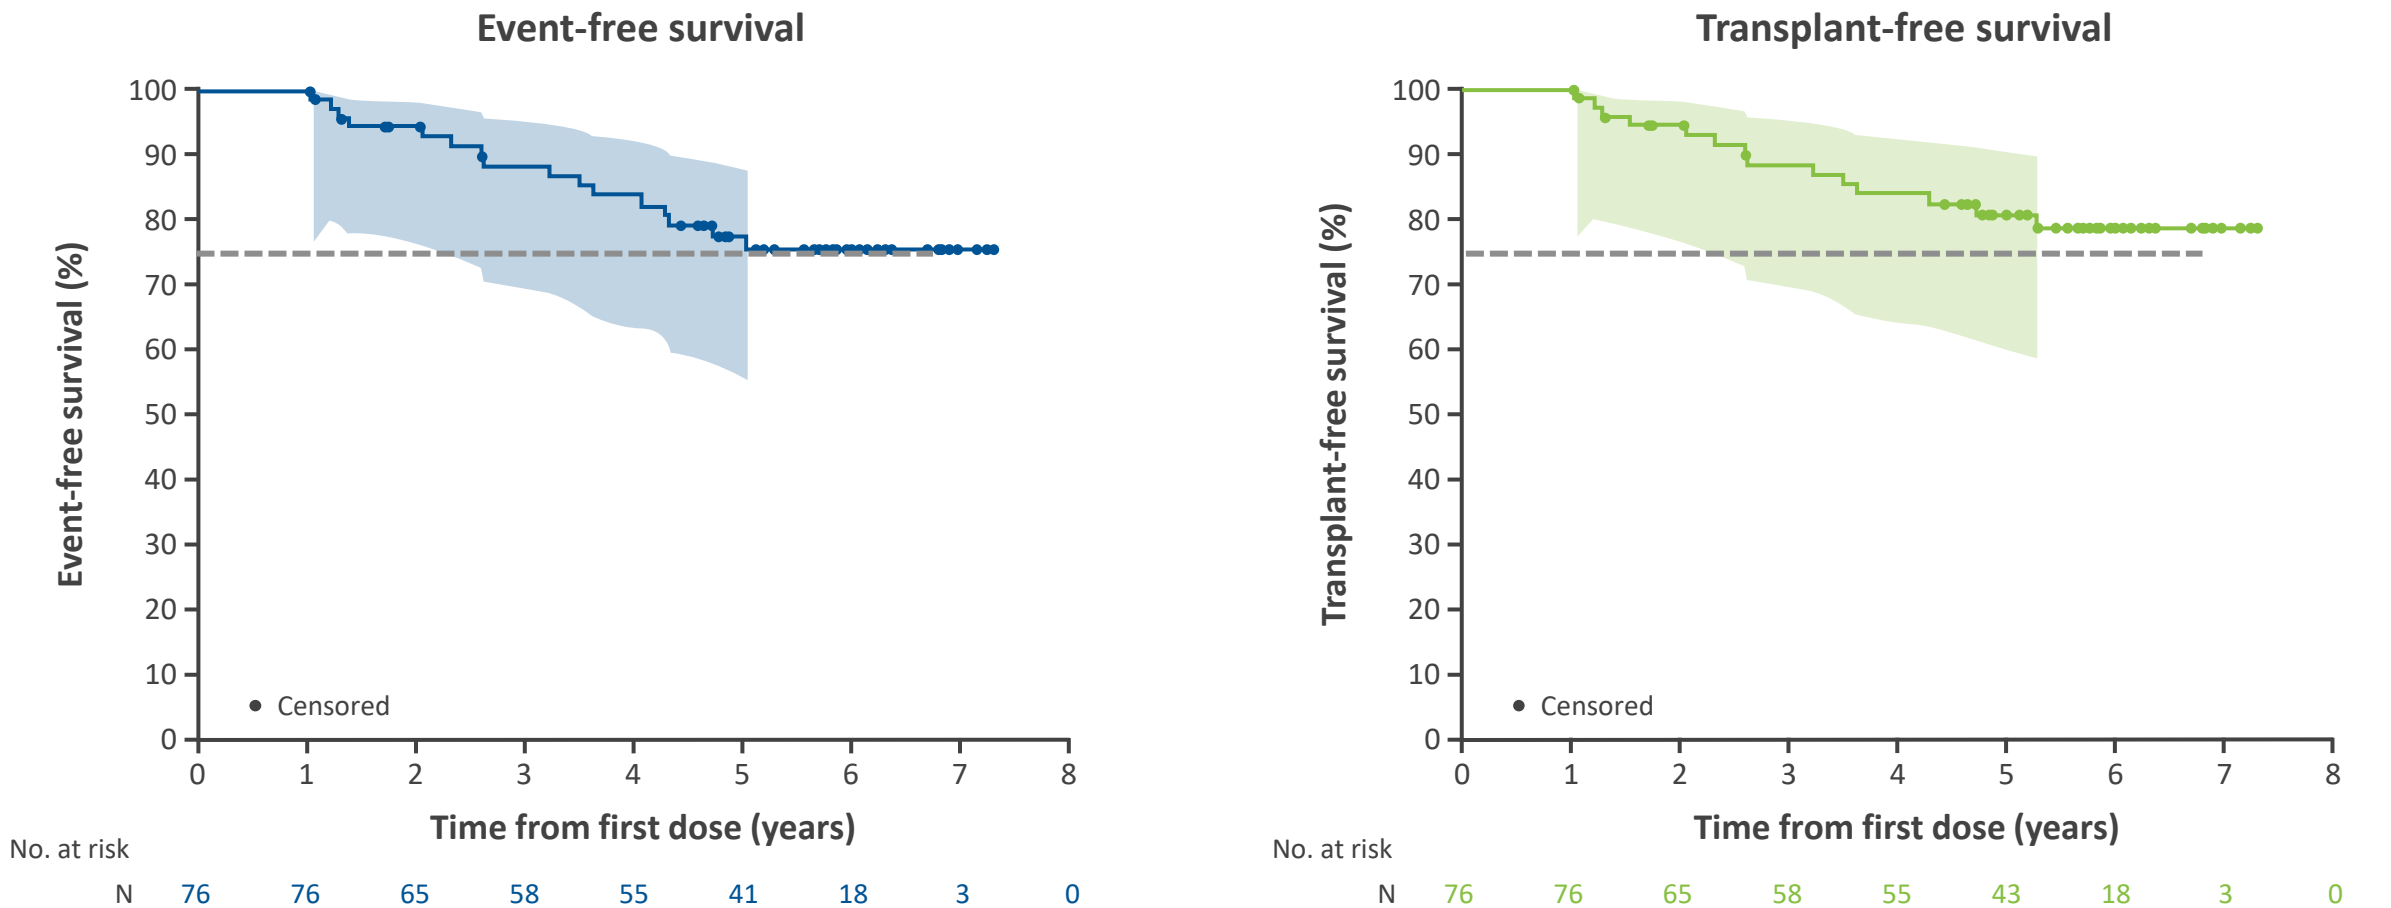 Event-free survival
Event-free survival (%)
100
90
80
70
60
50
40
30
20
10
0
Censored
0 1 2 3 4 5 6 7 8
Time from first dose (years)
No. at risk
N 76 76 65 58 55 41 18 3 0
Transplant-free survival
Transplant-free survival (%)
100
90
80
70
60
50
40
30
20
10
0
Censored
0 1 2 3 4 5 6 7 8
Time from first dose (years)
No. at risk
N 76 76 65 58 55 43 18 3 0